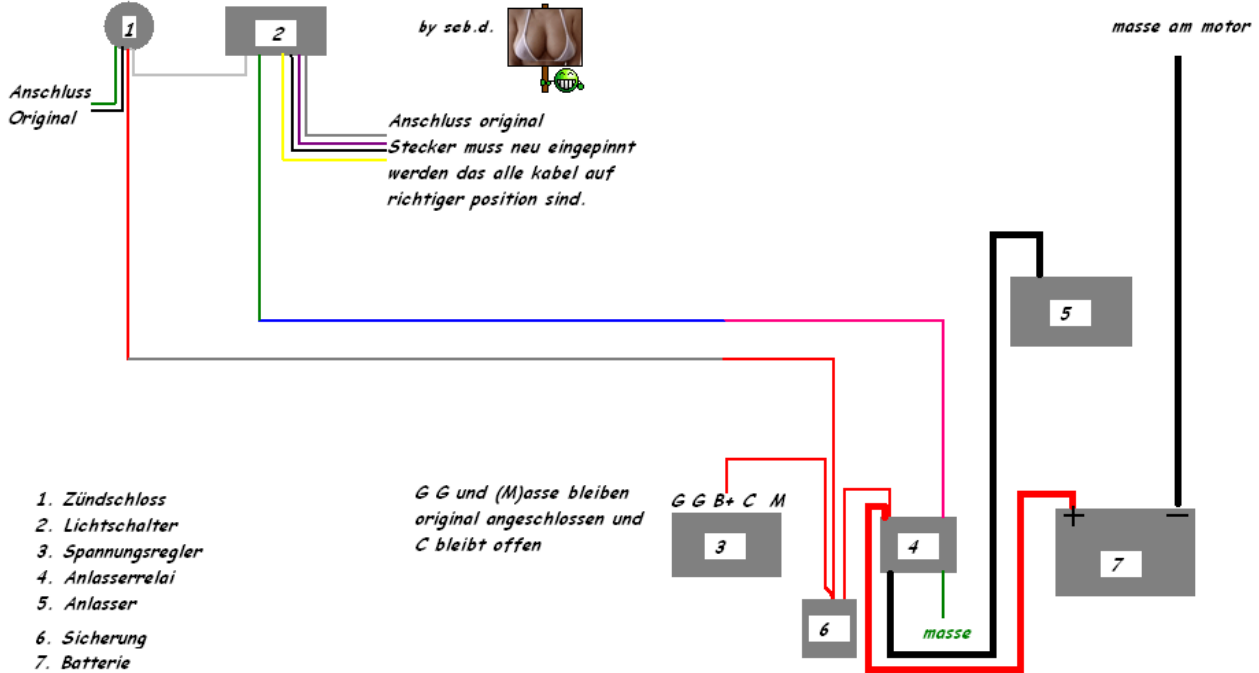 1
2
by seb.d.
masse am motor
Anschluss
Original
Anschluss original
Stecker muss neu eingepinnt
werden das alle kabel auf
richtiger position sind.
5
1. Zündschloss
2. Lichtschalter
3. Spannungsregler
4. Anlasserrelai
5. Anlasser
6. Sicherung
7. Batterie
G G und (M)asse bleiben
original angeschlossen und
C bleibt offen
G G B+ C M
3
4
+ −
7
6
masse